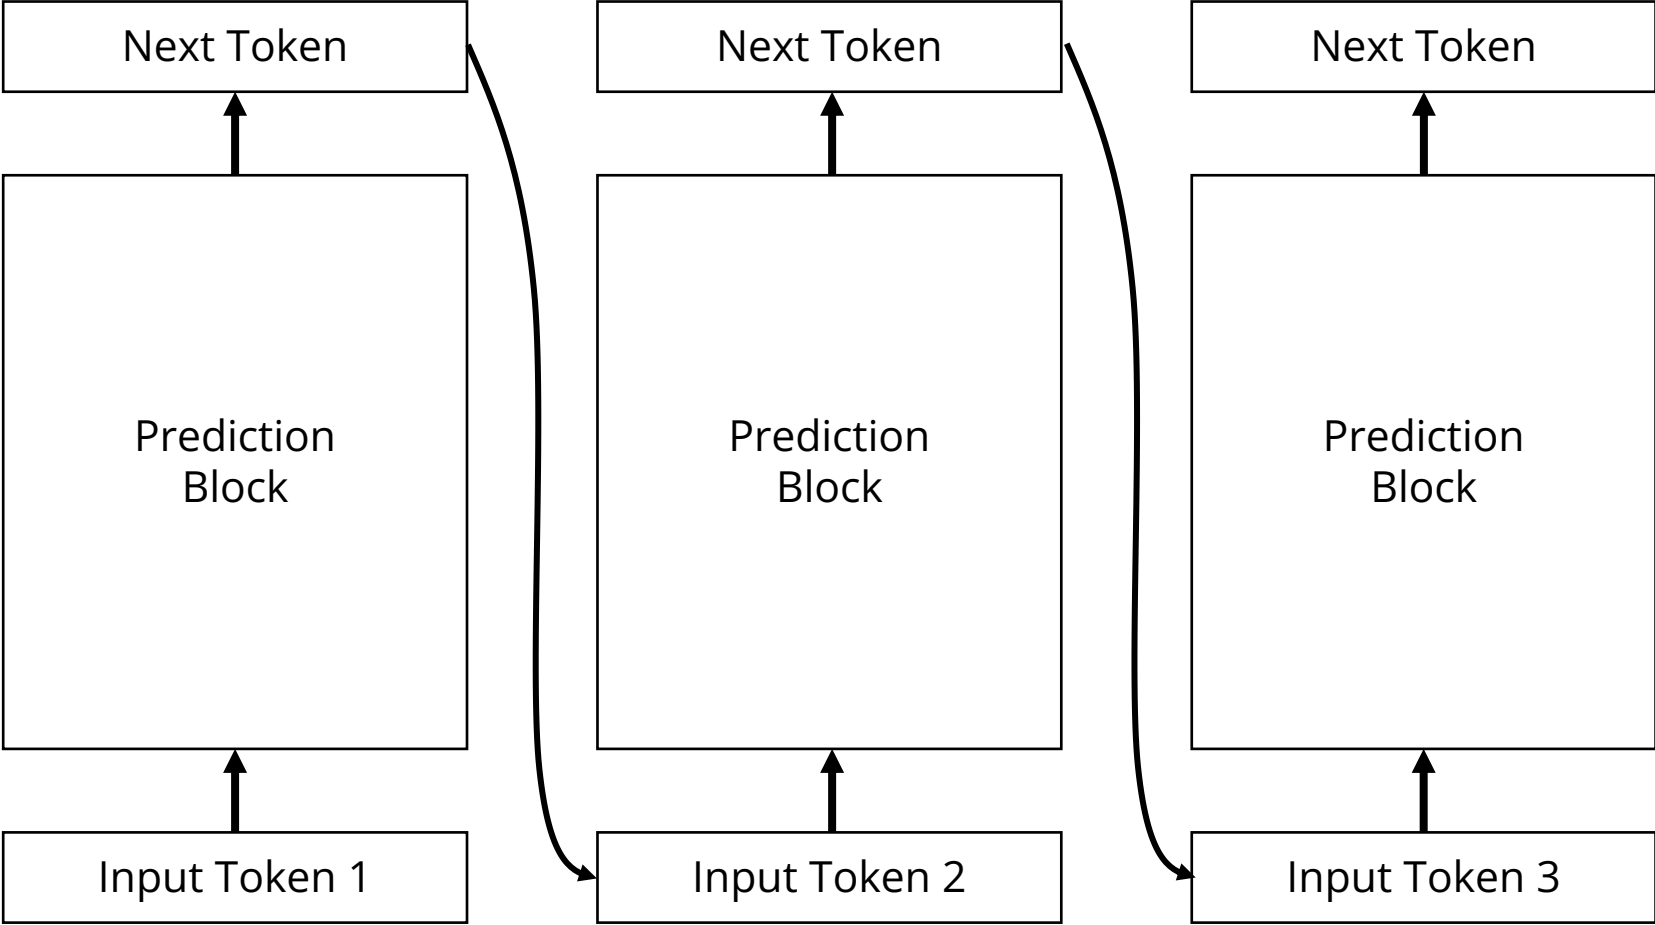 Next Token
Next Token
Next Token
Prediction
Block
Prediction
Block
Prediction
Block
Input Token 1
Input Token 2
Input Token 3